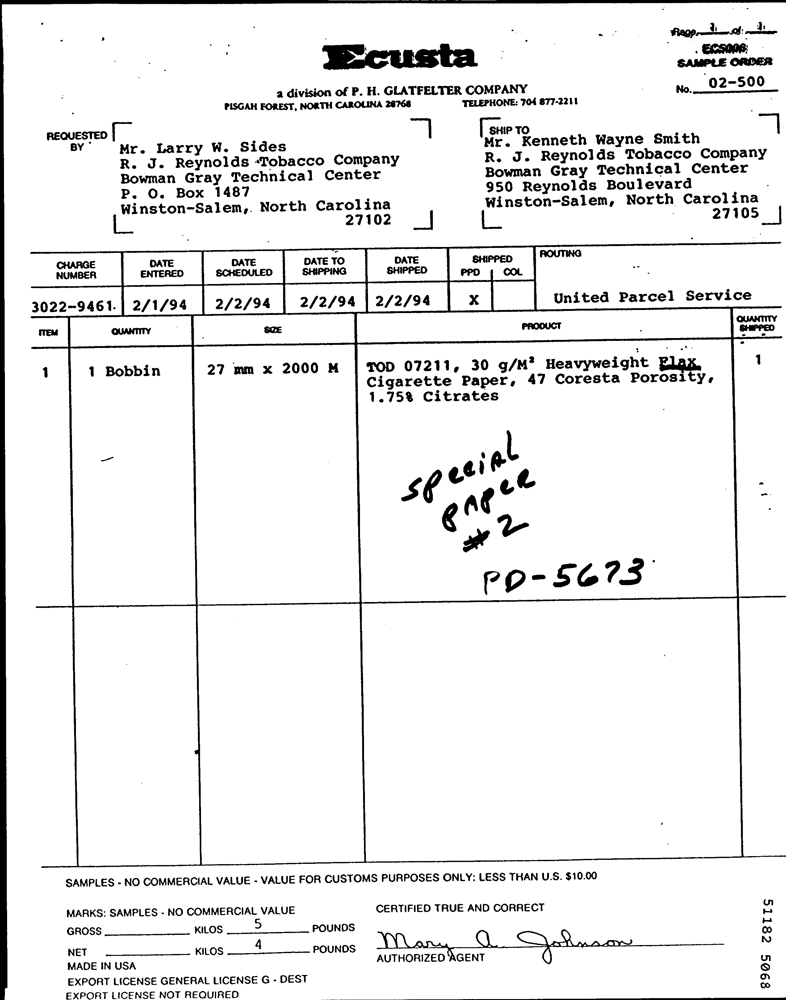 Page 1 of 1
Ecusta
ECS006
SAMPLE ORDER
a division of P. H. GLATFELTER COMPANY
No. 02-500
PISGAH FOREST, NORTH CAROLINA 28768 TELEPHONE: 704 877-2211
REQUESTED BY
Mr. Larry W. Sides
R. J. Reynolds Tobacco Company
Bowman Gray Technical Center
P. O. Box 1487
Winston-Salem, North Carolina
27102
SHIP TO
Mr. Kenneth Wayne Smith
R. J. Reynolds Tobacco Company
Bowman Gray Technical Center
950 Reynolds Boulevard
Winston-Salem, North Carolina
27105
CHARGE NUMBER DATE ENTERED DATE SCHEDULED DATE TO SHIPPING DATE SHIPPED SHIPPED PPD COL ROUTING
3022-9461. 2/1/94 2/2/94 2/2/94 2/2/94 X United Parcel Service
ITEM QUANTITY SIZE PRODUCT QUANTITY SHIPPED
1 1 Bobbin 27 mm x 2000 M TOD 07211, 30 g/M² Heavyweight Flax 1
Cigarette Paper, 47 Coresta Porosity,
1.75% Citrates
SPECIAL
PAPER
#2
PD-5673
SAMPLES - NO COMMERCIAL VALUE - VALUE FOR CUSTOMS PURPOSES ONLY: LESS THAN U.S. $10.00
MARKS: SAMPLES - NO COMMERCIAL VALUE
GROSS KILOS 5 POUNDS
NET KILOS 4 POUNDS
MADE IN USA
EXPORT LICENSE GENERAL LICENSE G - DEST
EXPORT LICENSE NOT REQUIRED
CERTIFIED TRUE AND CORRECT
Mary A. Johnson
AUTHORIZED AGENT
51182 5068